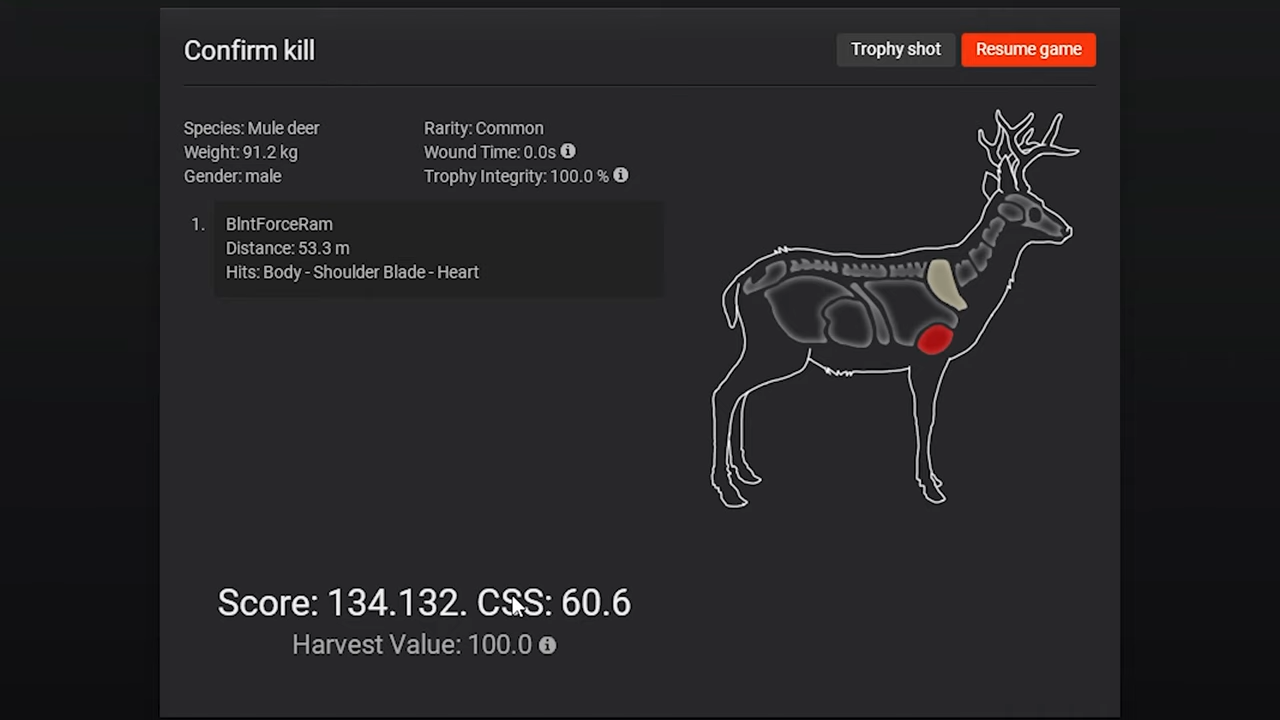 Confirm kill
Trophy shot
Resume game
Species: Mule deer
Weight: 91.2 kg
Gender: male
Rarity: Common
Wound Time: 0.0s
Trophy Integrity: 100.0 %
1.
BlntForceRam
Distance: 53.3 m
Hits: Body - Shoulder Blade - Heart
Score: 134.132. CSS: 60.6
Harvest Value: 100.0